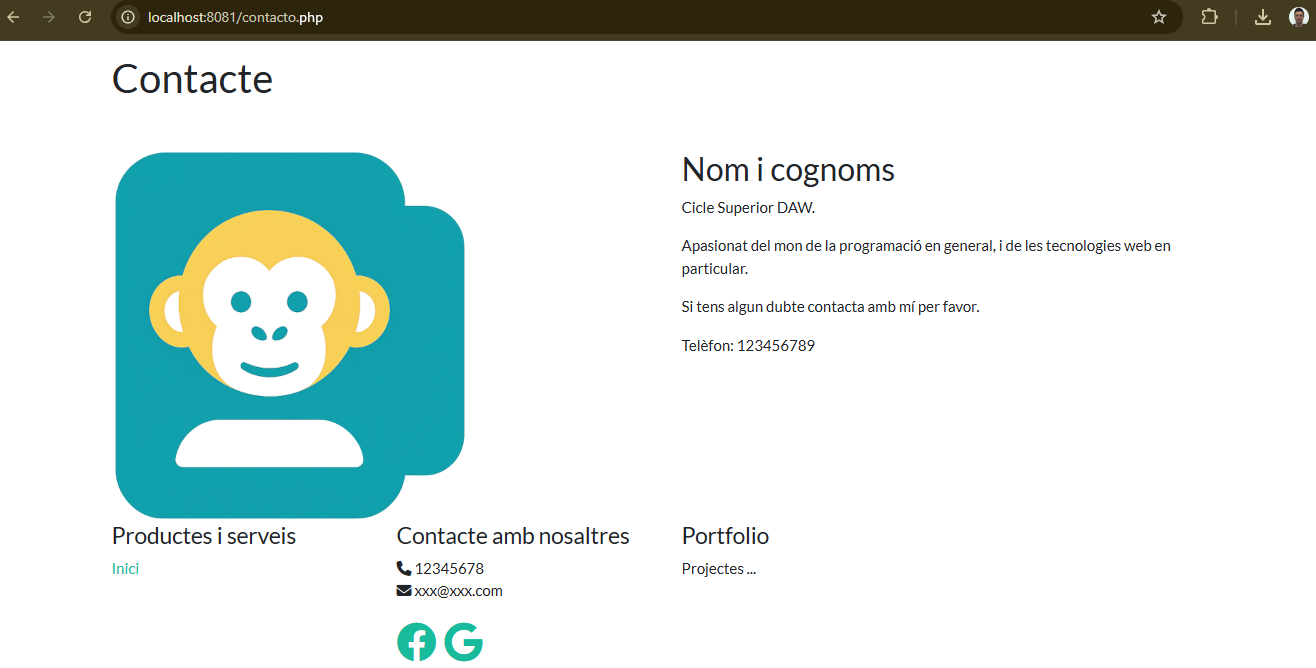 localhost:8081/contacto.php
Contacte
Nom i cognoms
Cicle Superior DAW.
Apasionat del mon de la programació en general, i de les tecnologies web en
particular.
Si tens algun dubte contacta amb mí per favor.
Telèfon: 123456789
Productes i serveis
Inici
Contacte amb nosaltres
12345678
xxx@xxx.com
Portfolio
Projectes ...